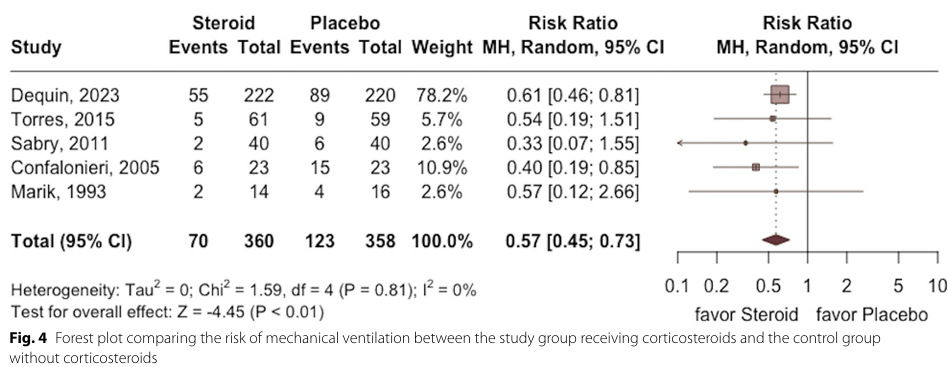 Steroid Placebo Risk Ratio Risk Ratio
Study Events Total Events Total Weight MH, Random, 95% CI MH, Random, 95% CI
Dequin, 2023 55 222 89 220 78.2% 0.61 [0.46; 0.81]
Torres, 2015 5 61 9 59 5.7% 0.54 [0.19; 1.51]
Sabry, 2011 2 40 6 40 2.6% 0.33 [0.07; 1.55]
Confalonieri, 2005 6 23 15 23 10.9% 0.40 [0.19; 0.85]
Marik, 1993 2 14 4 16 2.6% 0.57 [0.12; 2.66]
Total (95% CI) 70 360 123 358 100.0% 0.57 [0.45; 0.73]
0.1 0.2 0.5 1 2 5 10
Heterogeneity: Tau² = 0; Chi² = 1.59, df = 4 (P = 0.81); I² = 0%
Test for overall effect: Z = -4.45 (P < 0.01)
favor Steroid favor Placebo
Fig. 4 Forest plot comparing the risk of mechanical ventilation between the study group receiving corticosteroids and the control group
without corticosteroids